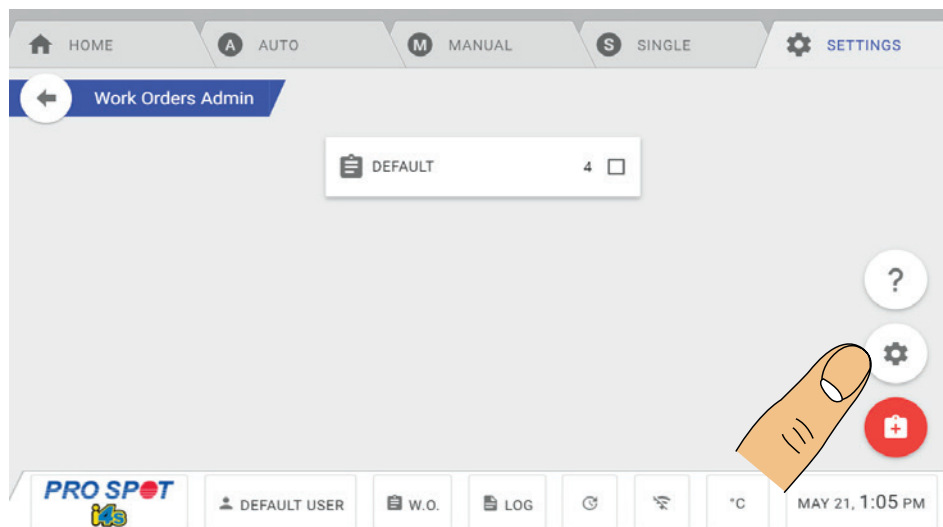 HOME
A AUTO
M MANUAL
S SINGLE
SETTINGS
Work Orders Admin
DEFAULT 4
?
PRO SPOT
i4s
DEFAULT USER
W.O.
LOG
°C
MAY 21, 1:05 PM